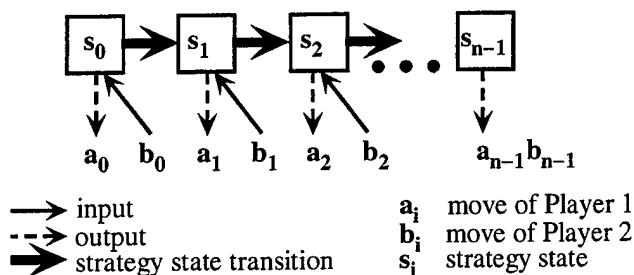 s0 s1 s2 sn-1
a0 b0 a1 b1 a2 b2 an-1bn-1
input ai move of Player 1
output bi move of Player 2
strategy state transition si strategy state